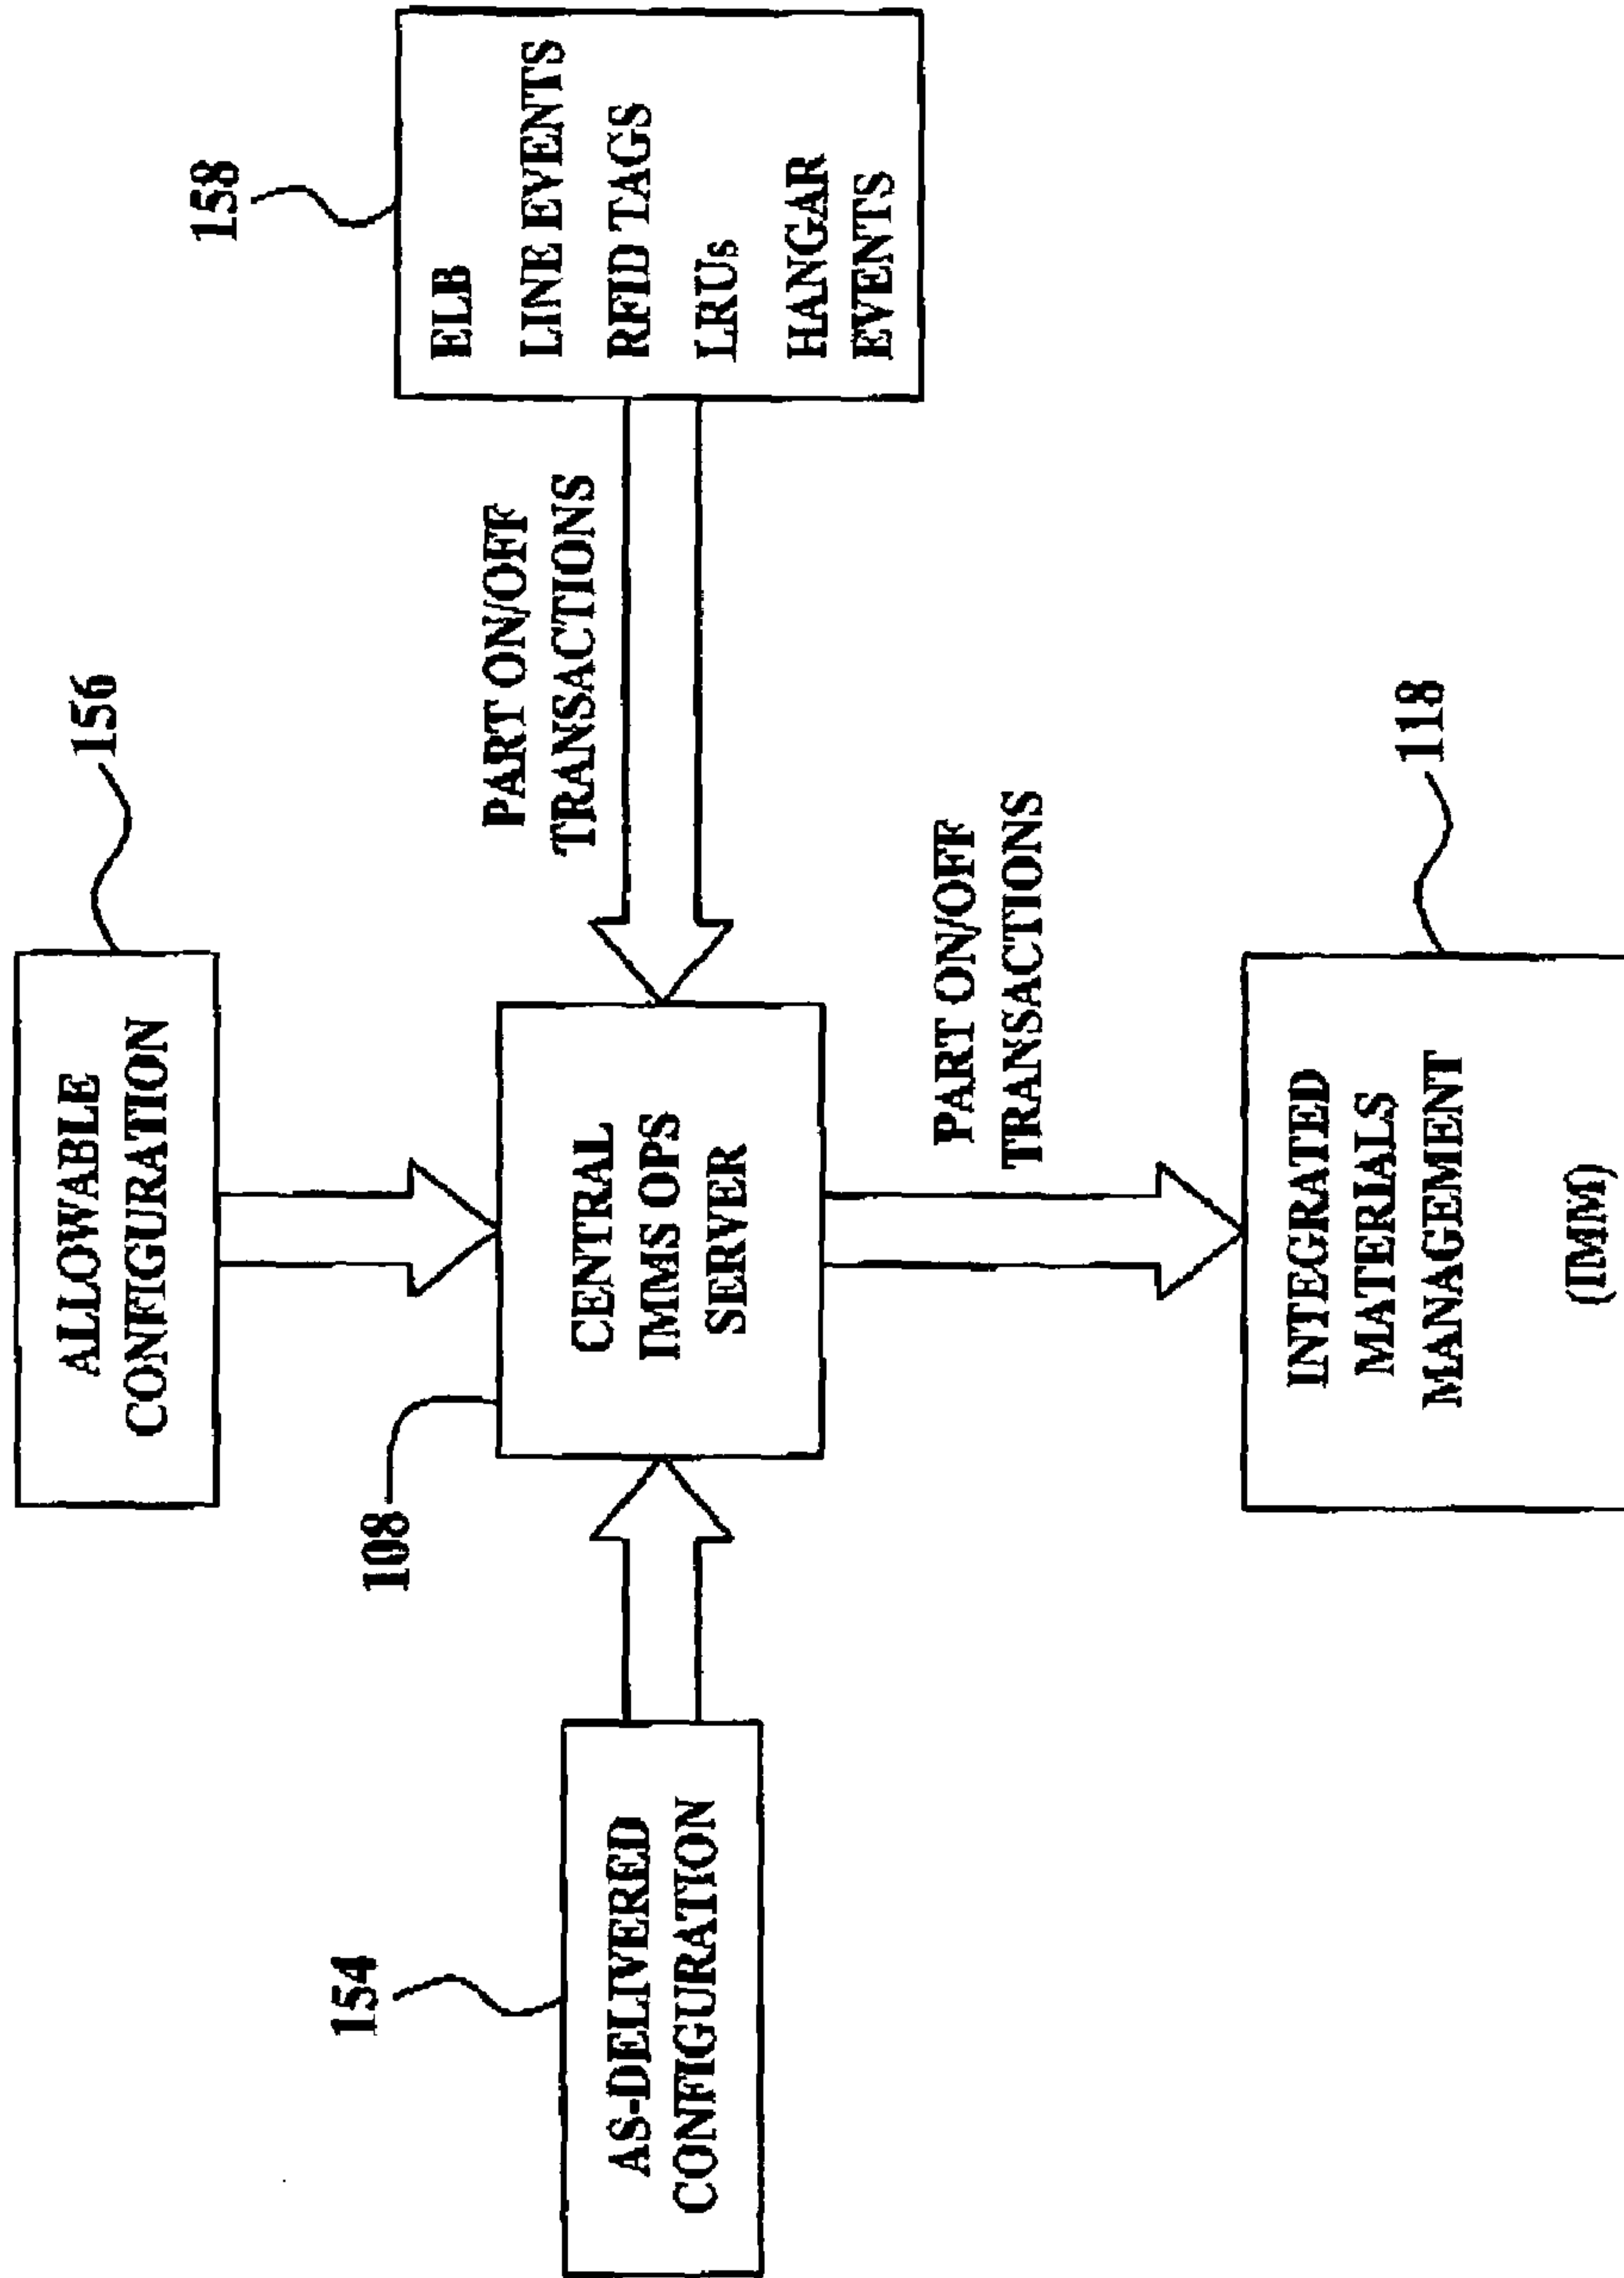 156
ALLOWABLE
CONFIGURATION
154
AS-DELIVERED
CONFIGURATION
108
CENTRAL
IMMS OPS
SERVER
PART ON/OFF
TRANSACTIONS
158
ELB
LINE EVENTS
RFID TAGS
LRUs
HANGAR
EVENTS
PART ON/OFF
TRANSACTIONS
118
INTEGRATED
MATERIALS
MANAGEMENT
(IMM)